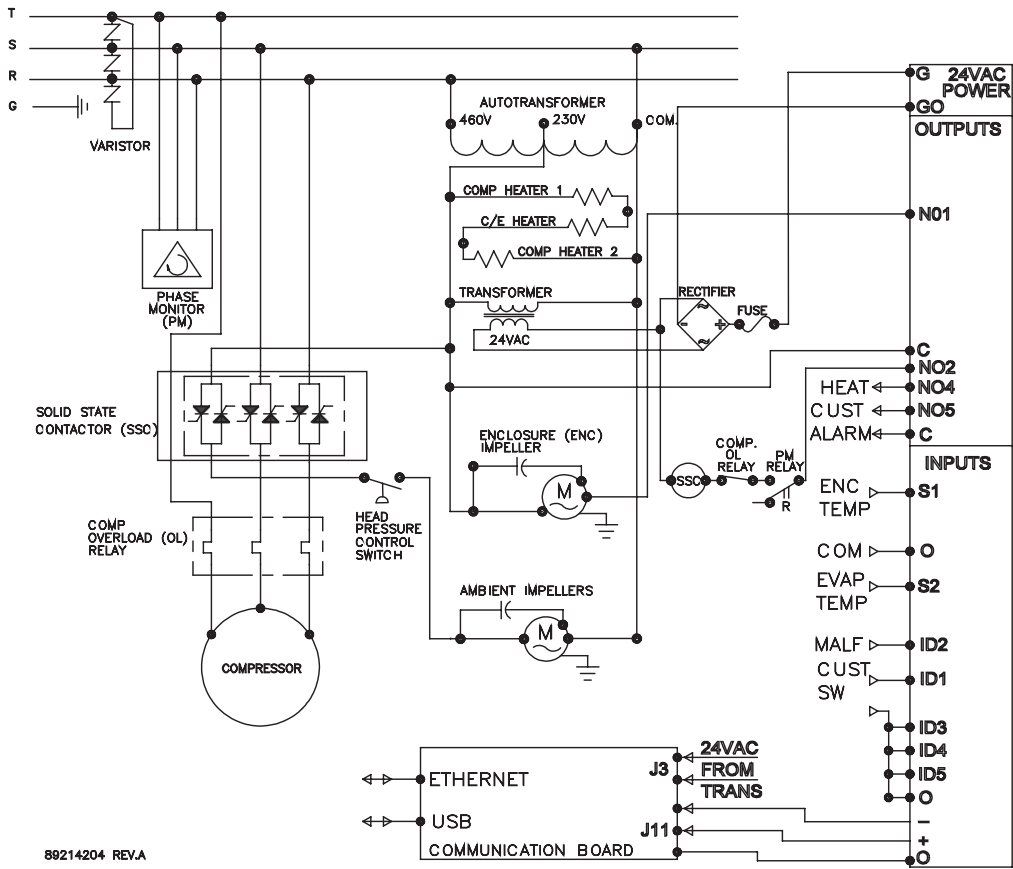 T
S
R
G
VARISTOR
PHASE
MONITOR
(PM)
AUTOTRANSFORMER
460V
230V
COM.
COMP HEATER 1
C/E HEATER
COMP HEATER 2
TRANSFORMER
24VAC
RECTIFIER
-
+
FUSE
SOLID STATE
CONTACTOR (SSC)
HEAD
PRESSURE
CONTROL
SWITCH
COMP
OVERLOAD (OL)
RELAY
COMPRESSOR
ENCLOSURE (ENC)
IMPELLER
M
AMBIENT IMPELLERS
M
SSC
COMP.
OL
RELAY
PM
RELAY
R
G
24VAC
POWER
GO
OUTPUTS
N01
C
NO2
HEAT
NO4
CUST
NO5
ALARM
C
INPUTS
ENC
TEMP
S1
COM
O
EVAP
TEMP
S2
MALF
ID2
CUST
SW
ID1
ID3
ID4
ID5
O
-
+
O
ETHERNET
USB
COMMUNICATION BOARD
J3
J11
24VAC
FROM
TRANS
89214204 REV.A